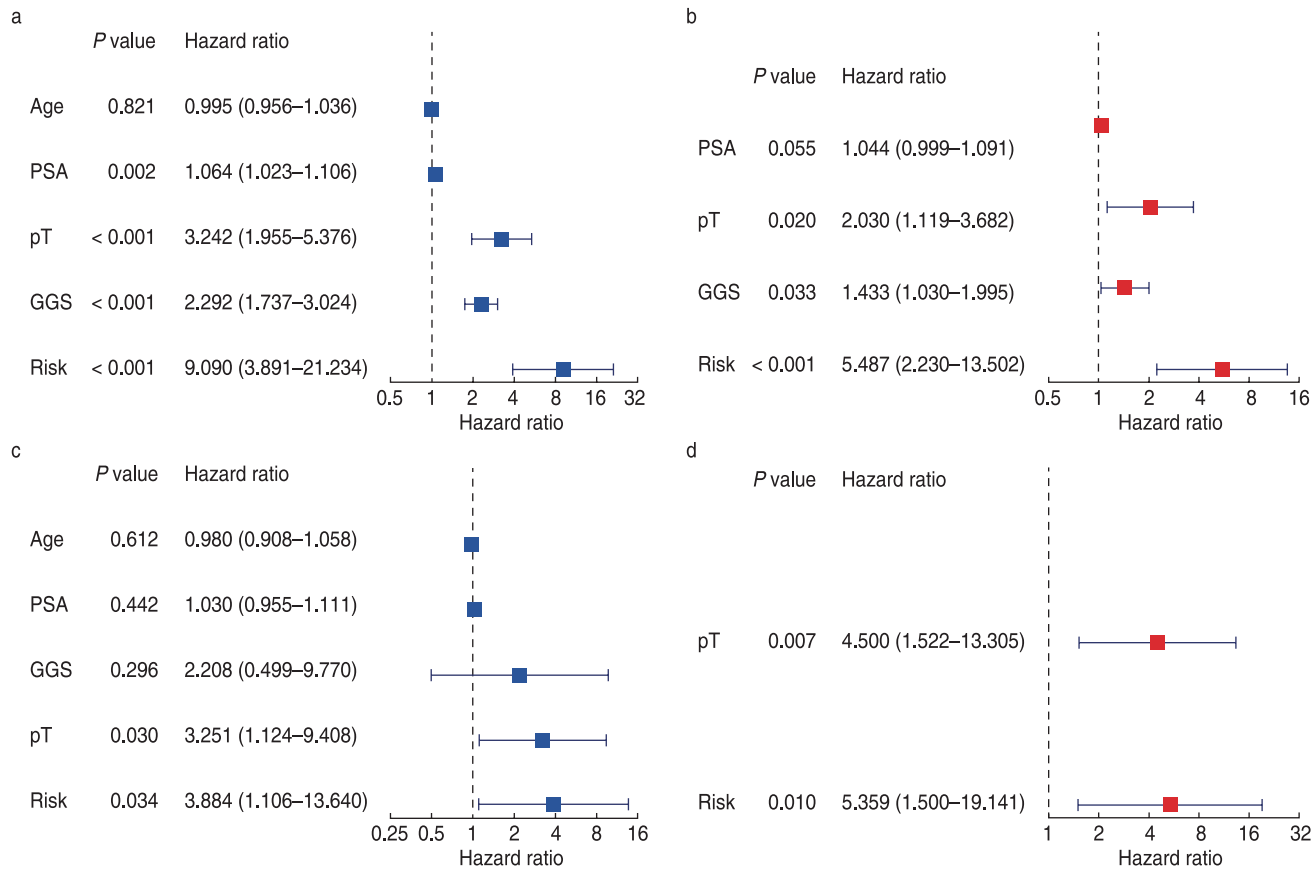 a
P value Hazard ratio
Age 0.821 0.995 (0.956–1.036)
PSA 0.002 1.064 (1.023–1.106)
pT < 0.001 3.242 (1.955–5.376)
GGS < 0.001 2.292 (1.737–3.024)
Risk < 0.001 9.090 (3.891–21.234)
0.5 1 2 4 8 16 32
Hazard ratio
b
P value Hazard ratio
PSA 0.055 1.044 (0.999–1.091)
pT 0.020 2.030 (1.119–3.682)
GGS 0.033 1.433 (1.030–1.995)
Risk < 0.001 5.487 (2.230–13.502)
0.5 1 2 4 8 16
Hazard ratio
c
P value Hazard ratio
Age 0.612 0.980 (0.908–1.058)
PSA 0.442 1.030 (0.955–1.111)
GGS 0.296 2.208 (0.499–9.770)
pT 0.030 3.251 (1.124–9.408)
Risk 0.034 3.884 (1.106–13.640)
0.25 0.5 1 2 4 8 16
Hazard ratio
d
P value Hazard ratio
pT 0.007 4.500 (1.522–13.305)
Risk 0.010 5.359 (1.500–19.141)
1 2 4 8 16 32
Hazard ratio